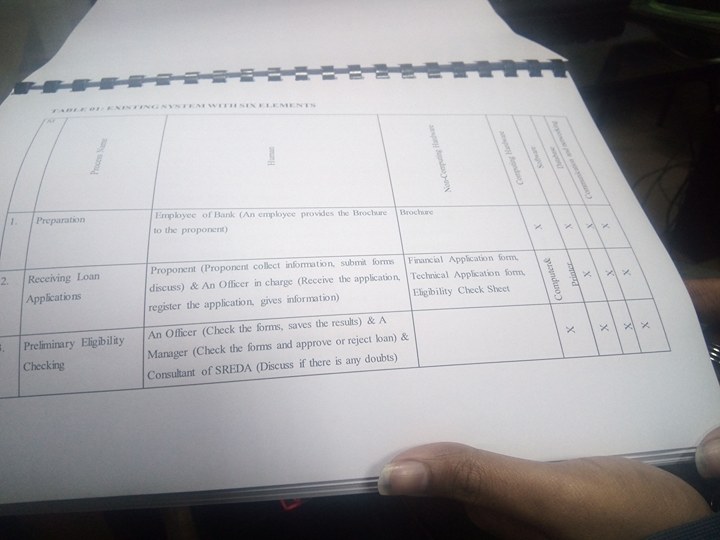 TABLE 01: EXISTING SYSTEM WITH SIX ELEMENTS
Process Name
Human
Non-Computing Hardware
Computing Hardware
Software
Database
Communication and networking
1.
Preparation
Employee of Bank (An employee provides the Brochure
to the proponent)
Brochure
X
X
X
X
2.
Receiving Loan
Applications
Proponent (Proponent collect information, submit forms
discuss) & An Officer in charge (Receive the application,
register the application, gives information)
Financial Application form,
Technical Application form,
Eligibility Check Sheet
Computer&
Printer
X
X
X
Preliminary Eligibility
Checking
An Officer (Check the forms, saves the results) & A
Manager (Check the forms and approve or reject loan) &
Consultant of SREDA (Discuss if there is any doubts)
X
X
X
X